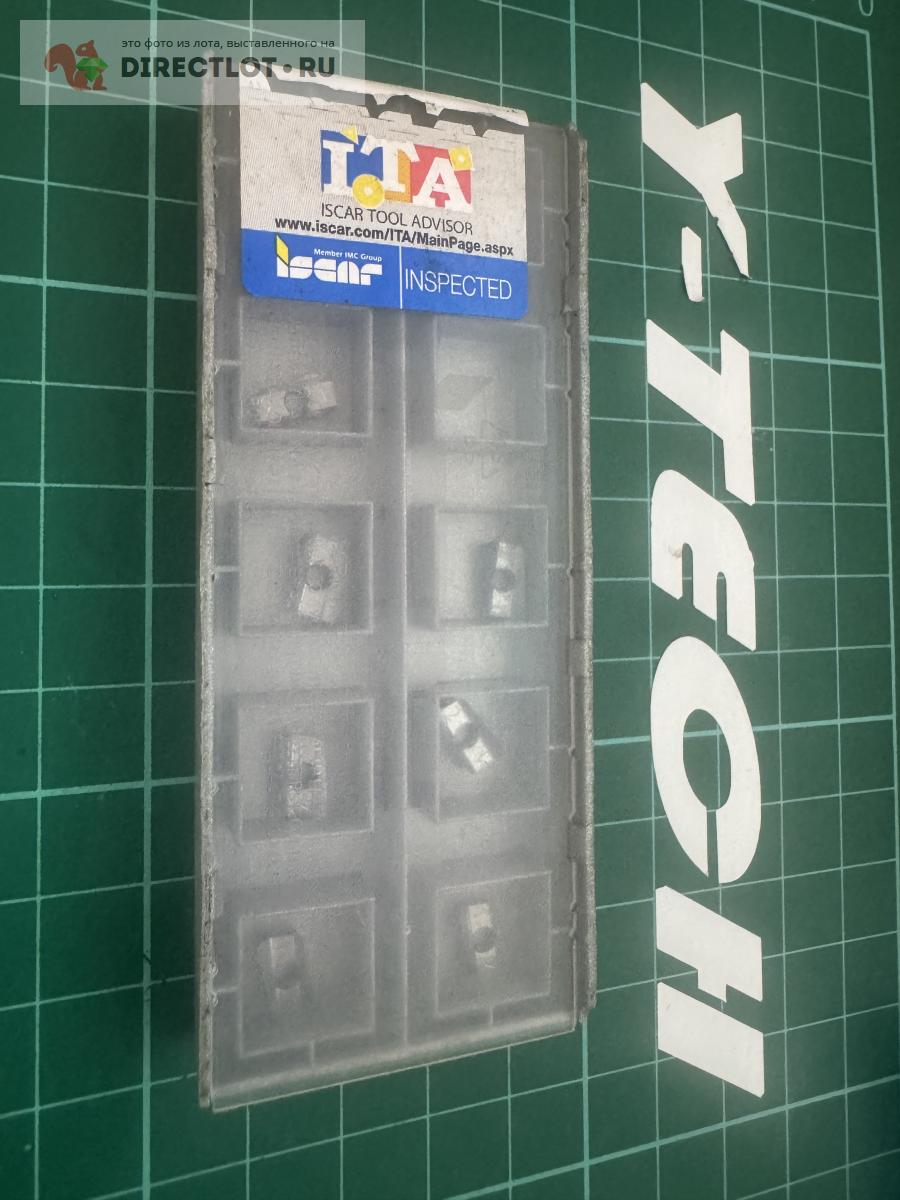 это фото из лота, выставленного на
DIRECTLOT.RU
ITA
ISCAR TOOL ADVISOR
www.iscar.com/ITA/MainPage.aspx
Member IMC Group
iscar
INSPECTED
Y-TECH